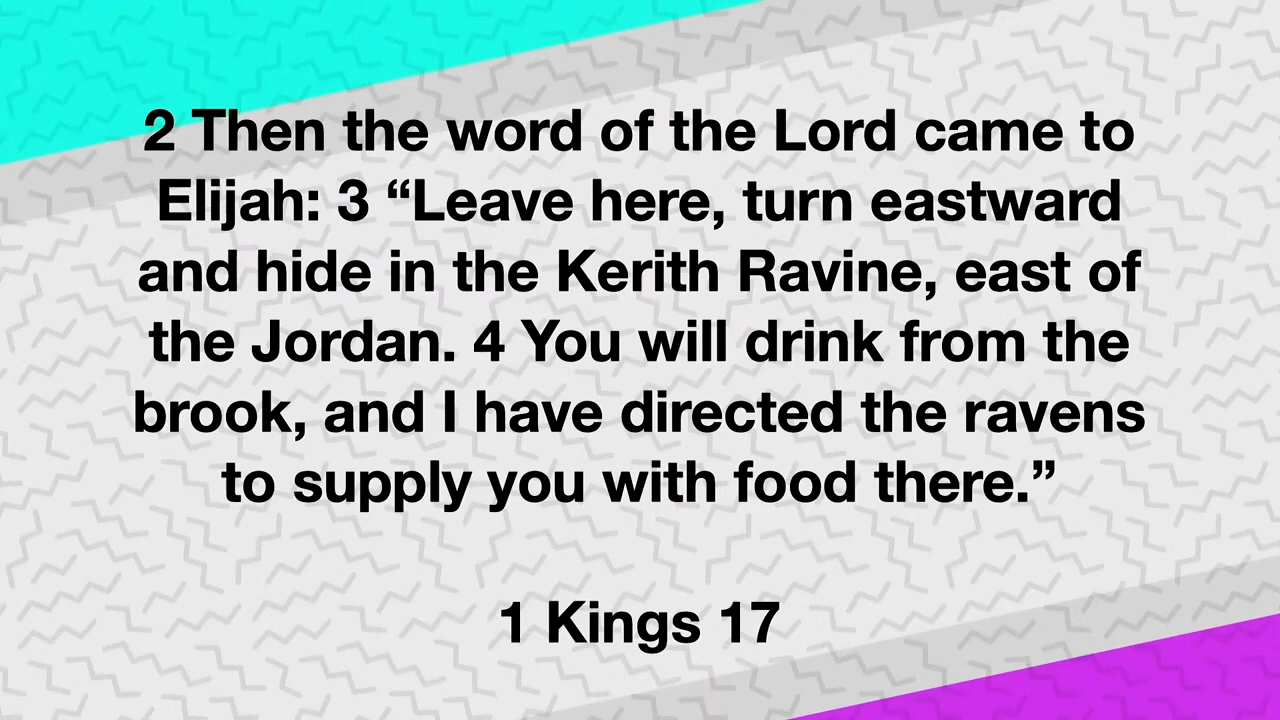 2 Then the word of the Lord came to
Elijah: 3 “Leave here, turn eastward
and hide in the Kerith Ravine, east of
the Jordan. 4 You will drink from the
brook, and I have directed the ravens
to supply you with food there.”
1 Kings 17